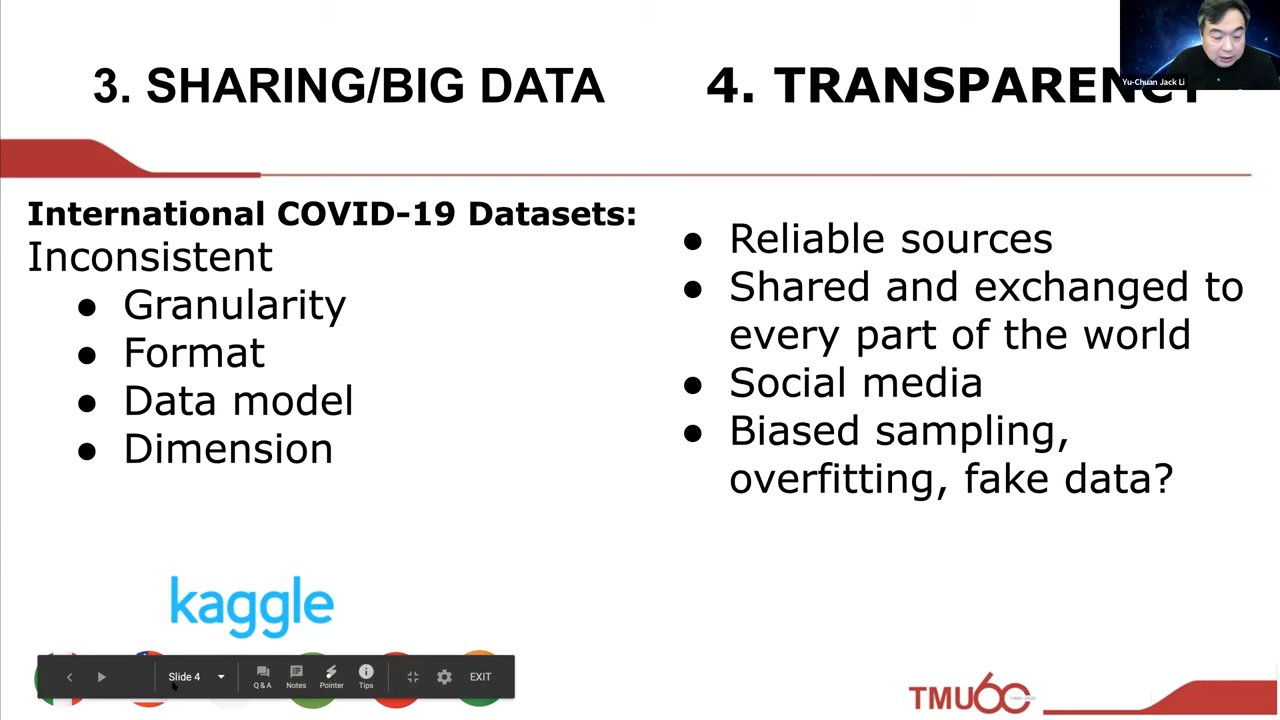 3. SHARING/BIG DATA
4. TRANSPARENCY
Yu-Chuan Jack Li
International COVID-19 Datasets:
Inconsistent
● Granularity
● Format
● Data model
● Dimension
● Reliable sources
● Shared and exchanged to
every part of the world
● Social media
● Biased sampling,
overfitting, fake data?
kaggle
Slide 4
Q & A
Notes
Pointer
Tips
EXIT
TMU60